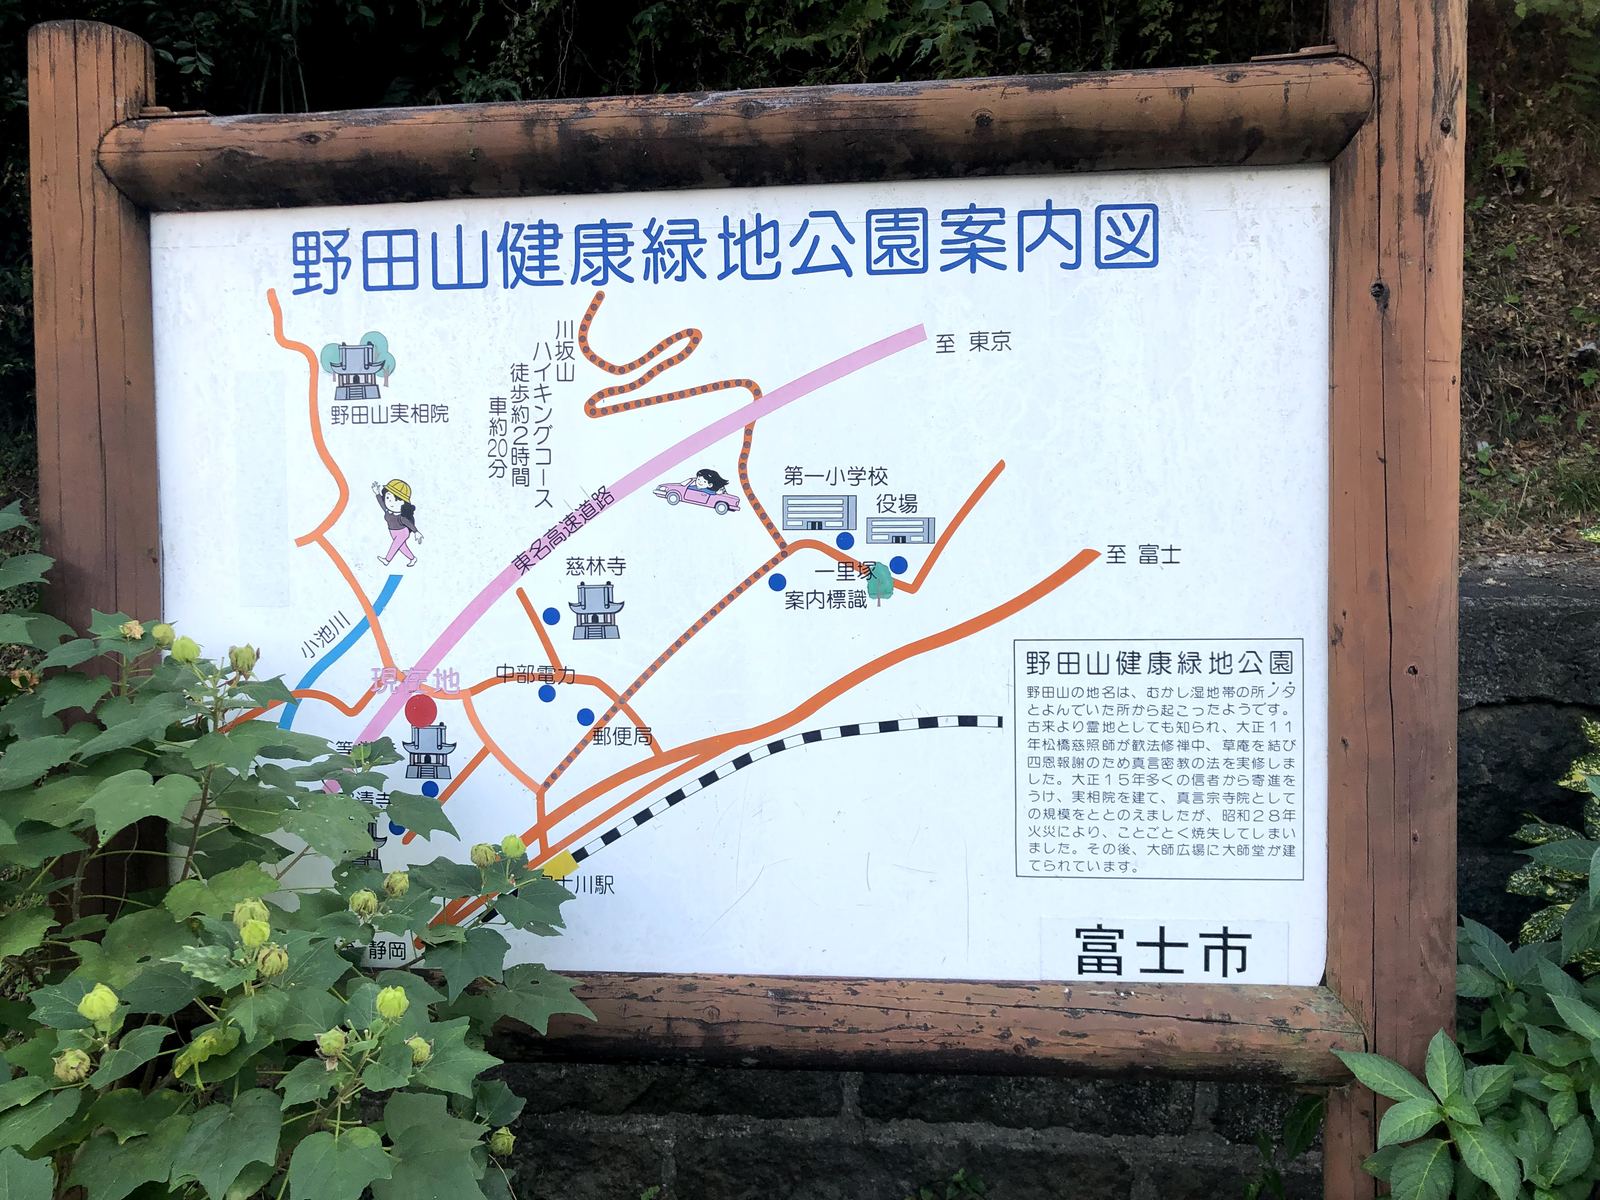 野田山健康緑地公園案内図
川坂山
ハイキングコース
徒歩約2時間
車約20分
至 東京
野田山実相院
東名高速道路
第一小学校
役場
一里塚
案内標識
至 富士
慈林寺
小池川
現在地
中部電力
郵便局
等
清寺
士川駅
静岡
野田山健康緑地公園
野田山の地名は、むかし湿地帯の所ノタ
とよんでいた所から起こったようです。
古来より霊地としても知られ、大正11
年松橋慈照師が歓法修禅中、草庵を結び
四恩報謝のため真言密教の法を実修しま
した。大正15年多くの信者から寄進を
うけ、実相院を建て、真言宗寺院として
の規模をととのえましたが、昭和28年
火災により、ことごとく焼失してしまい
ました。その後、大師広場に大師堂が建
てられています。
富士市